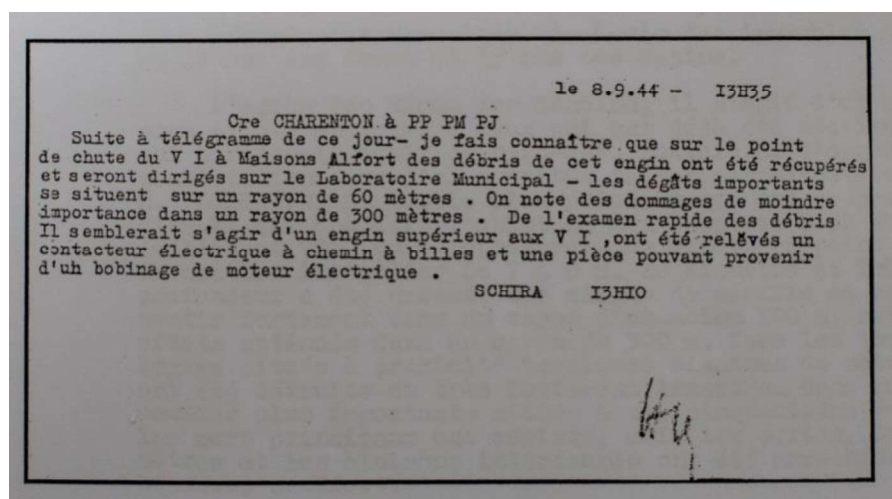 le 8.9.44 - I3H35
Cre CHARENTON à PP PM PJ.
Suite à télégramme de ce jour- je fais connaître que sur le point
de chute du V I à Maisons Alfort des débris de cet engin ont été récupérés
et seront dirigés sur le Laboratoire Municipal - les dégâts importants
se situent sur un rayon de 60 mètres . On note des dommages de moindre
importance dans un rayon de 300 mètres . De l'examen rapide des débris
Il semblerait s'agir d'un engin supérieur aux V I ,ont été relévés un
contacteur électrique à chemin à billes et une pièce pouvant provenir
d'uh bobinage de moteur électrique .
SCHIRA I3HIO